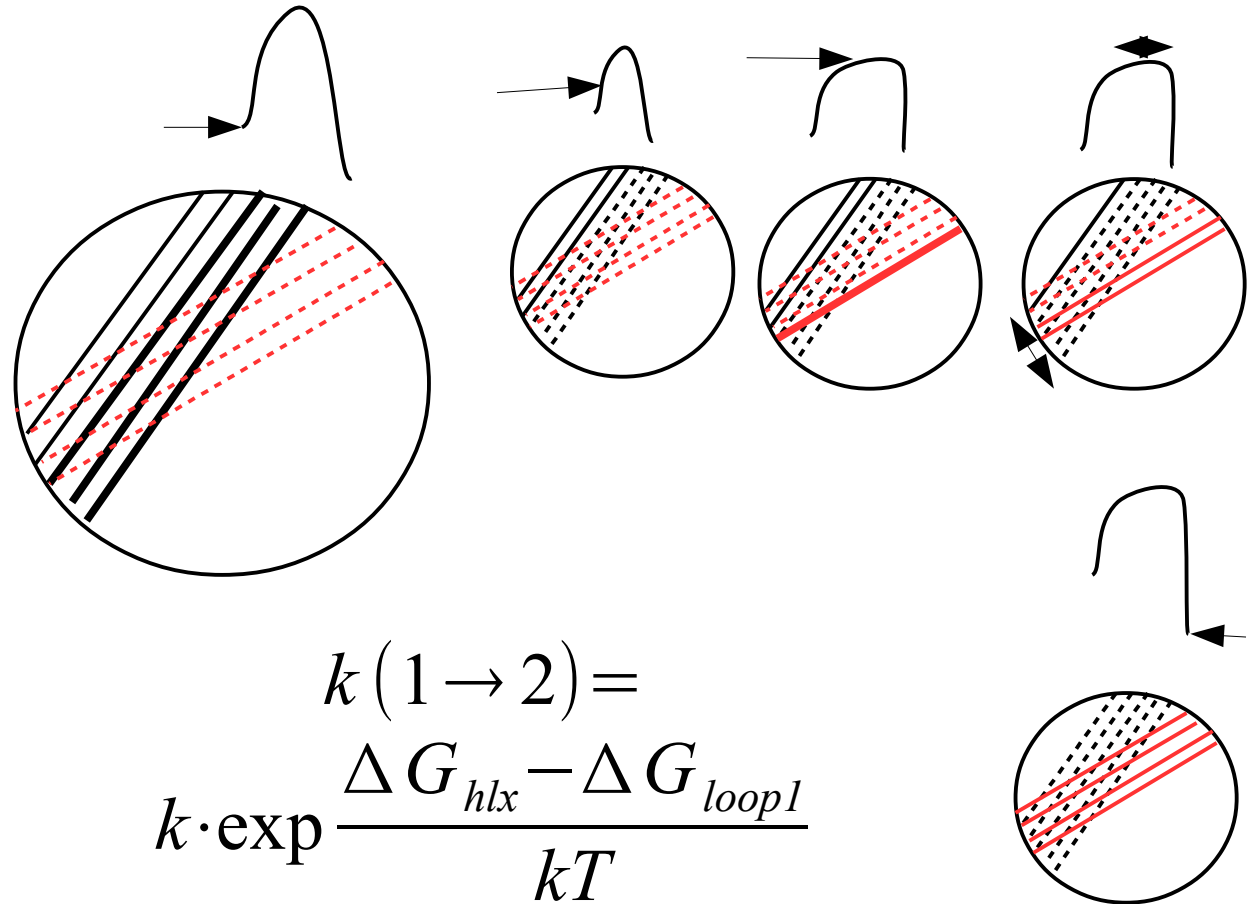 k(1→2)=
k·exp (ΔG_hlx − ΔG_loop1)/kT